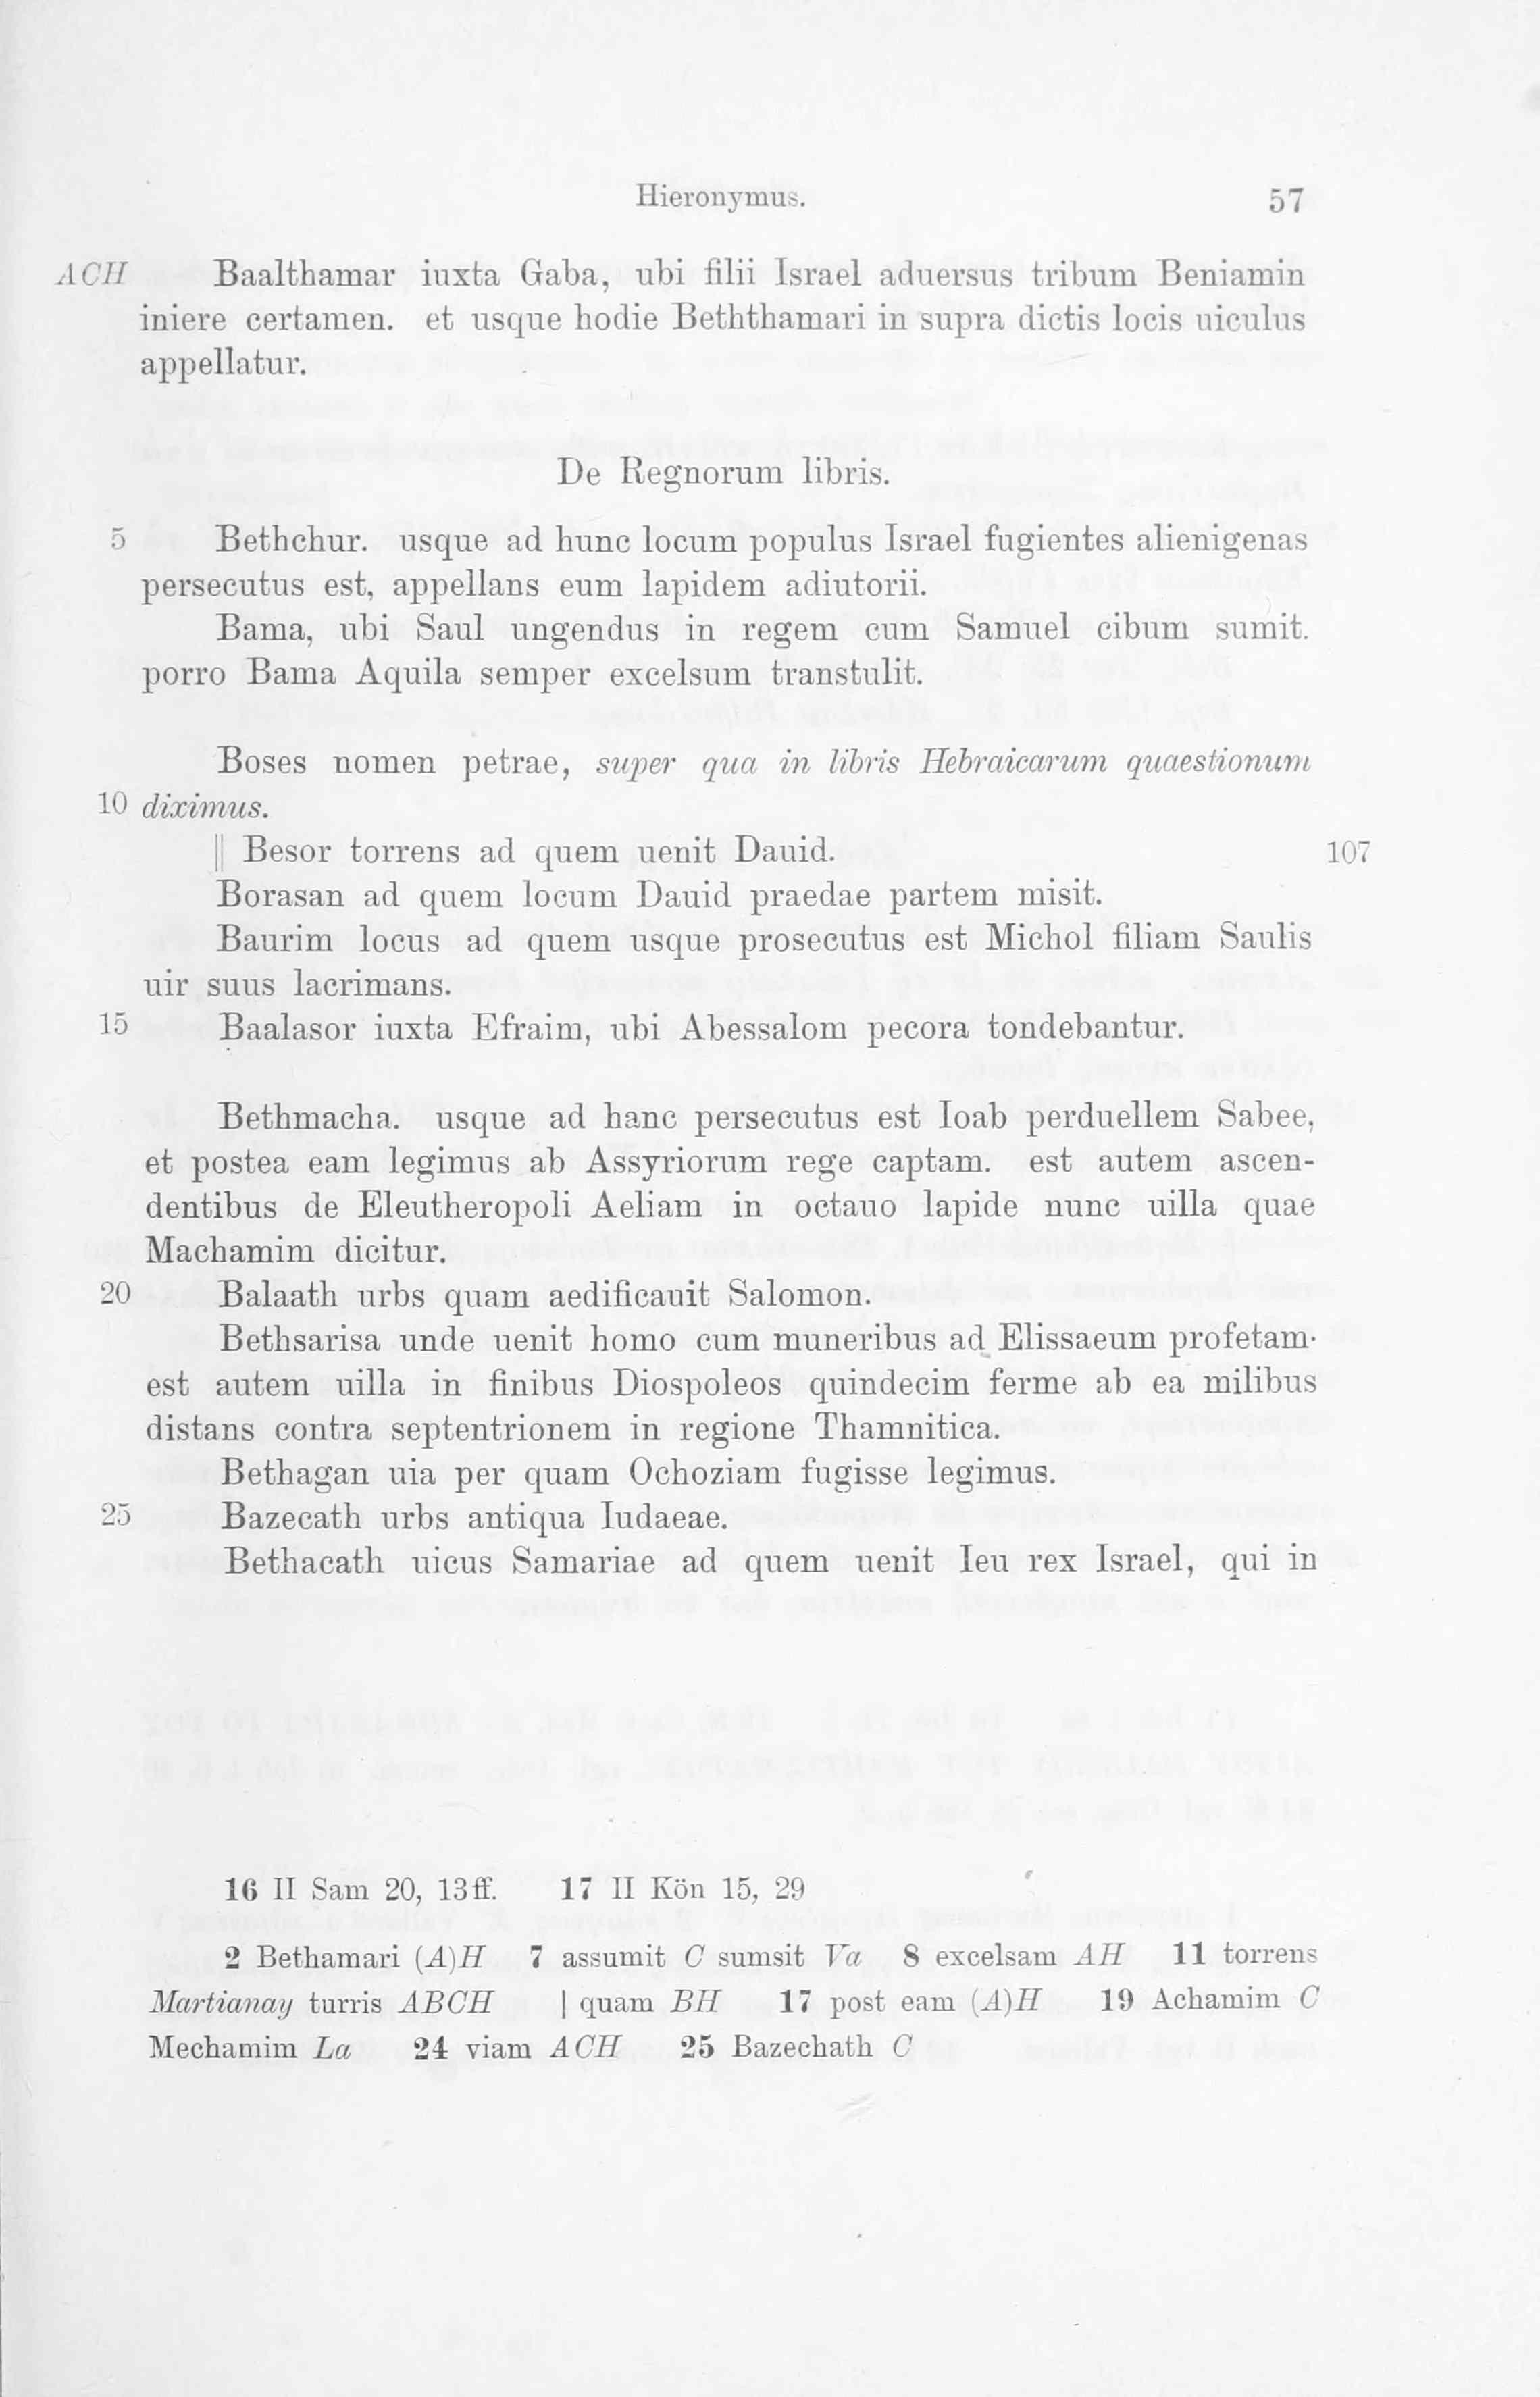 Hieronymus. 57
ACH Baalthamar iuxta Gaba, ubi filii Israel aduersus tribum Beniamin
iniere certamen. et usque hodie Beththamari in supra dictis locis uiculus
appellatur.
De Regnorum libris.
5 Bethchur. usque ad hunc locum populus Israel fugientes alienigenas
persecutus est, appellans eum lapidem adiutorii.
Bama, ubi Saul ungendus in regem cum Samuel cibum sumit.
porro Bama Aquila semper excelsum transtulit.
Boses nomen petrae, super qua in libris Hebraicarum quaestionum
10 diximus.
|| Besor torrens ad quem uenit Dauid. 107
Borasan ad quem locum Dauid praedae partem misit.
Baurim locus ad quem usque prosecutus est Michol filiam Saulis
uir suus lacrimans.
15 Baalasor iuxta Efraim, ubi Abessalom pecora tondebantur.
Bethmacha. usque ad hanc persecutus est Ioab perduellem Sabee,
et postea eam legimus ab Assyriorum rege captam. est autem ascen-
dentibus de Eleutheropoli Aeliam in octauo lapide nunc uilla quae
Machamim dicitur.
20 Balaath urbs quam aedificauit Salomon.
Bethsarisa unde uenit homo cum muneribus ad Elissaeum profetam.
est autem uilla in finibus Diospoleos quindecim ferme ab ea milibus
distans contra septentrionem in regione Thamnitica.
Bethagan uia per quam Ochoziam fugisse legimus.
25 Bazecath urbs antiqua Iudaeae.
Bethacath uicus Samariae ad quem uenit Ieu rex Israel, qui in
16 II Sam 20, 13ff. 17 II Kön 15, 29
2 Bethamari (A)H 7 assumit C sumsit Va 8 excelsam AH 11 torrens
Martianay turris ABCH | quam BH 17 post eam (A)H 19 Achamim C
Mechamim La 24 viam ACH 25 Bazechath C